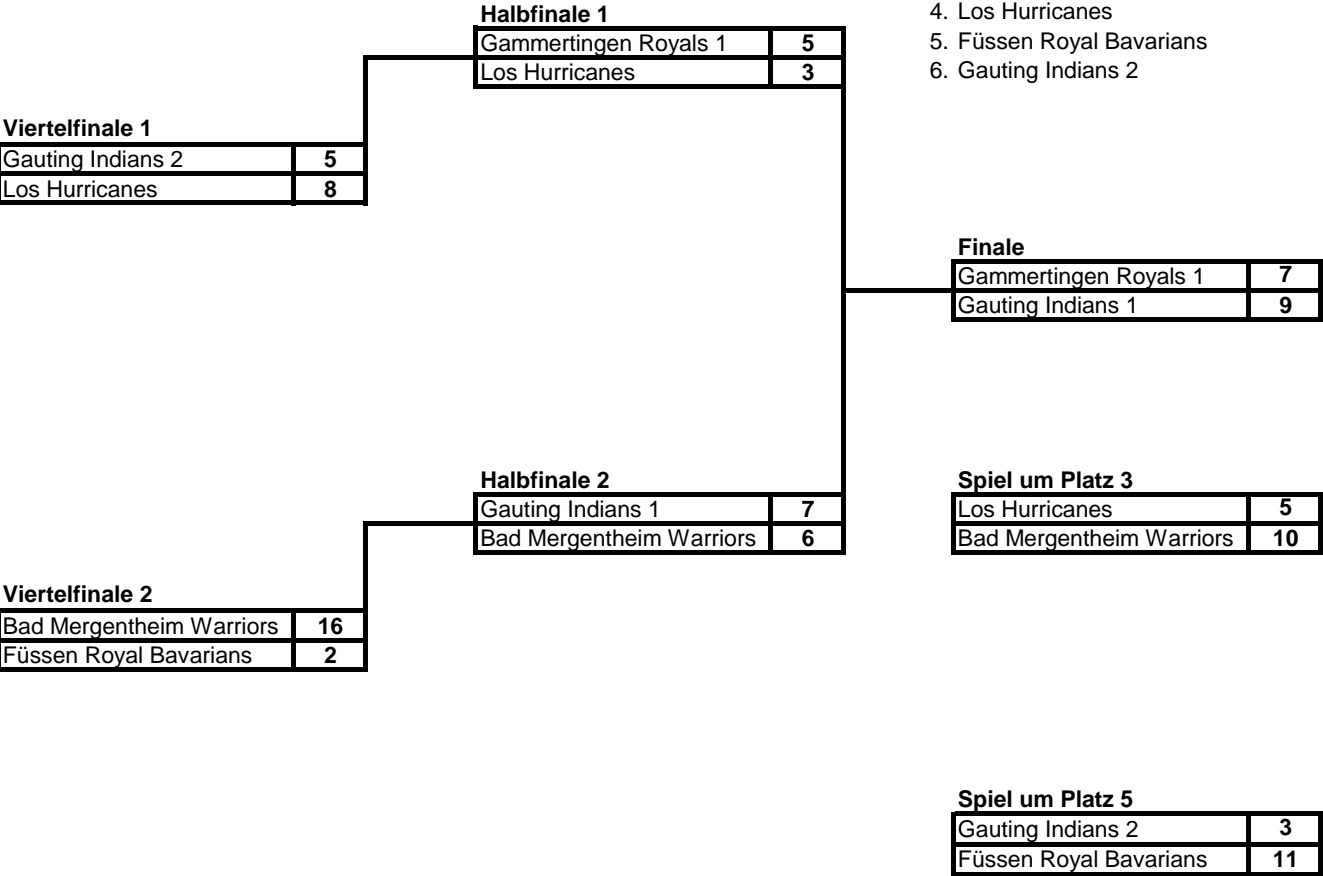 Halbfinale 1
Gammertingen Royals 1 5
Los Hurricanes 3
4. Los Hurricanes
5. Füssen Royal Bavarians
6. Gauting Indians 2
Viertelfinale 1
Gauting Indians 2 5
Los Hurricanes 8
Finale
Gammertingen Royals 1 7
Gauting Indians 1 9
Halbfinale 2
Gauting Indians 1 7
Bad Mergentheim Warriors 6
Spiel um Platz 3
Los Hurricanes 5
Bad Mergentheim Warriors 10
Viertelfinale 2
Bad Mergentheim Warriors 16
Füssen Royal Bavarians 2
Spiel um Platz 5
Gauting Indians 2 3
Füssen Royal Bavarians 11